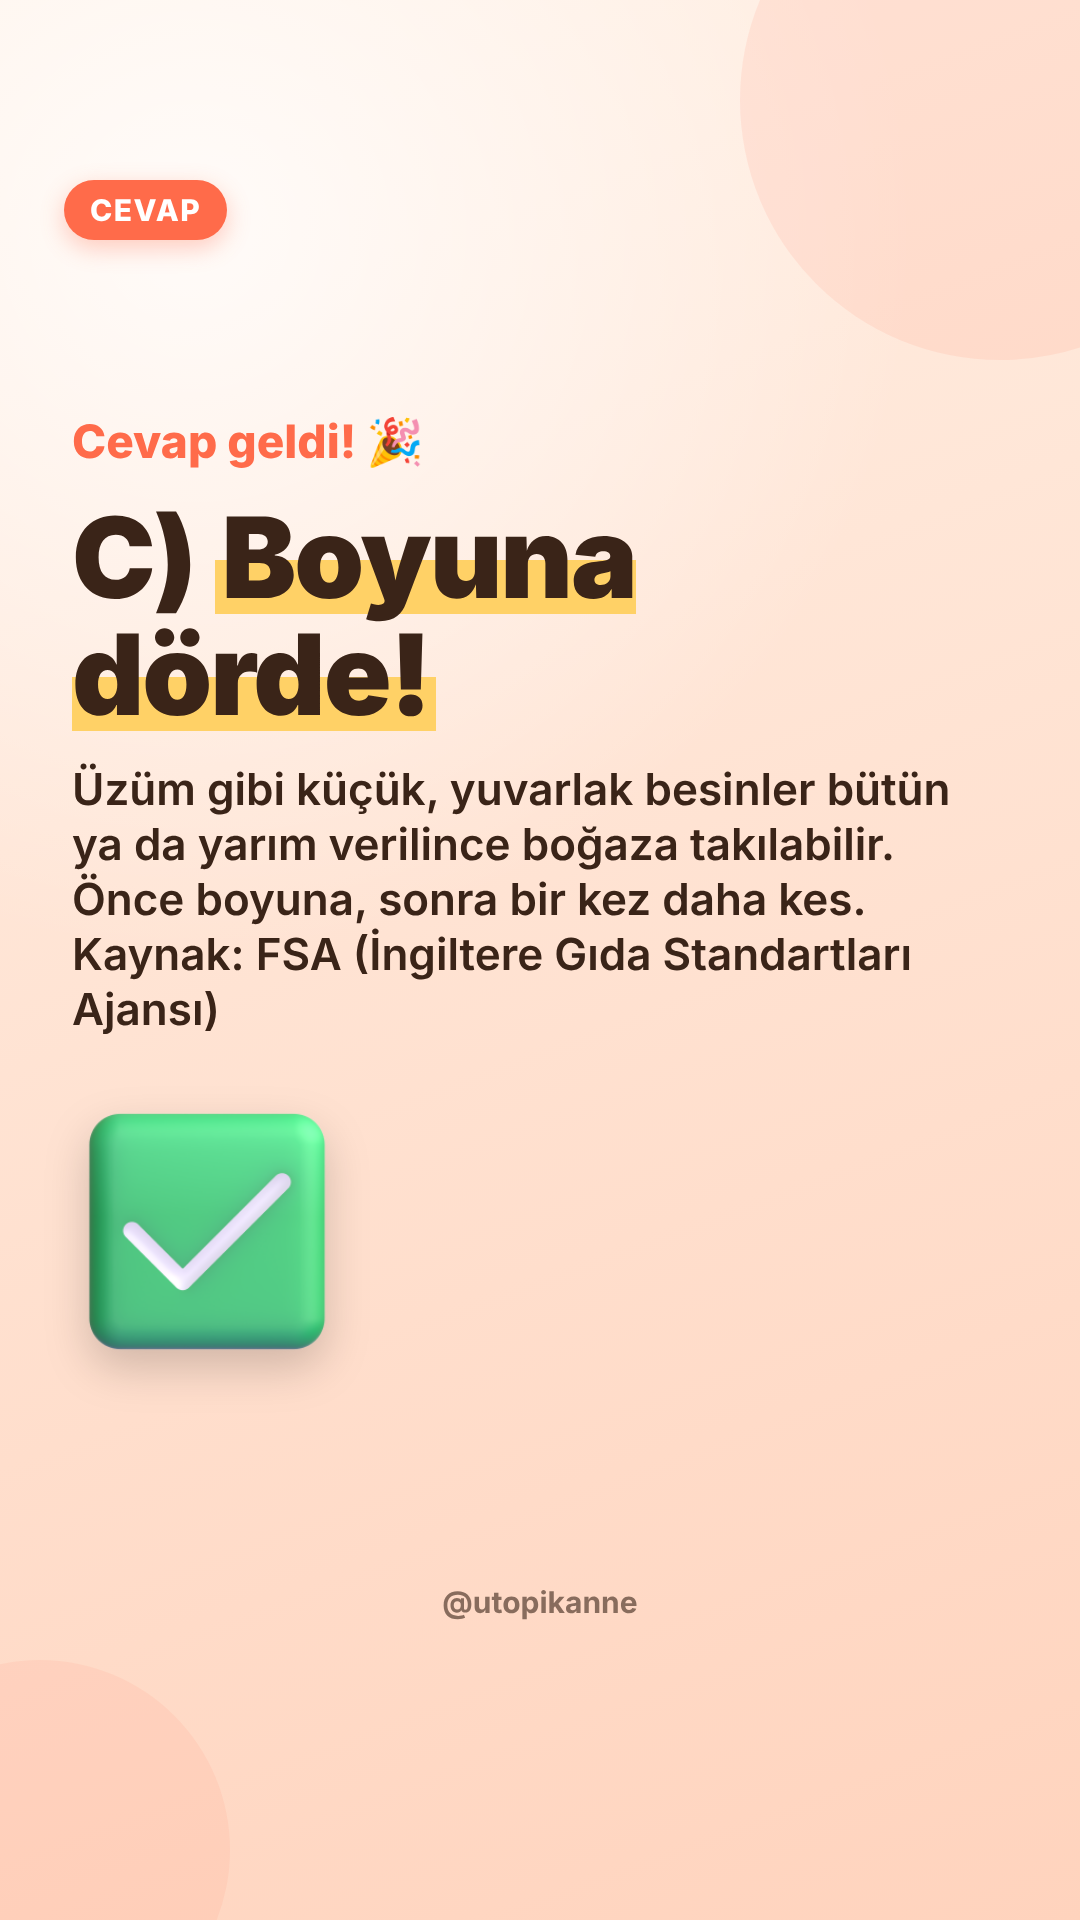 CEVAP
Cevap geldi! 🎉
C) Boyuna
dörde!
Üzüm gibi küçük, yuvarlak besinler bütün
ya da yarım verilince boğaza takılabilir.
Önce boyuna, sonra bir kez daha kes.
Kaynak: FSA (İngiltere Gıda Standartları
Ajansı)
@utopikanne